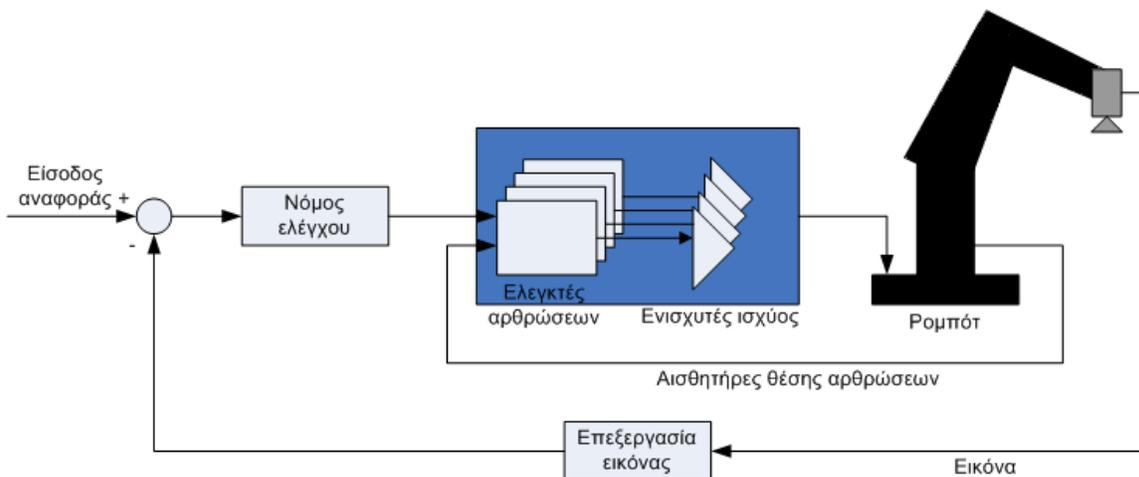 Είσοδος
αναφοράς +
-
Νόμος
ελέγχου
Ελεγκτές
αρθρώσεων
Ενισχυτές ισχύος
Ρομπότ
Αισθητήρες θέσης αρθρώσεων
Επεξεργασία
εικόνας
Εικόνα